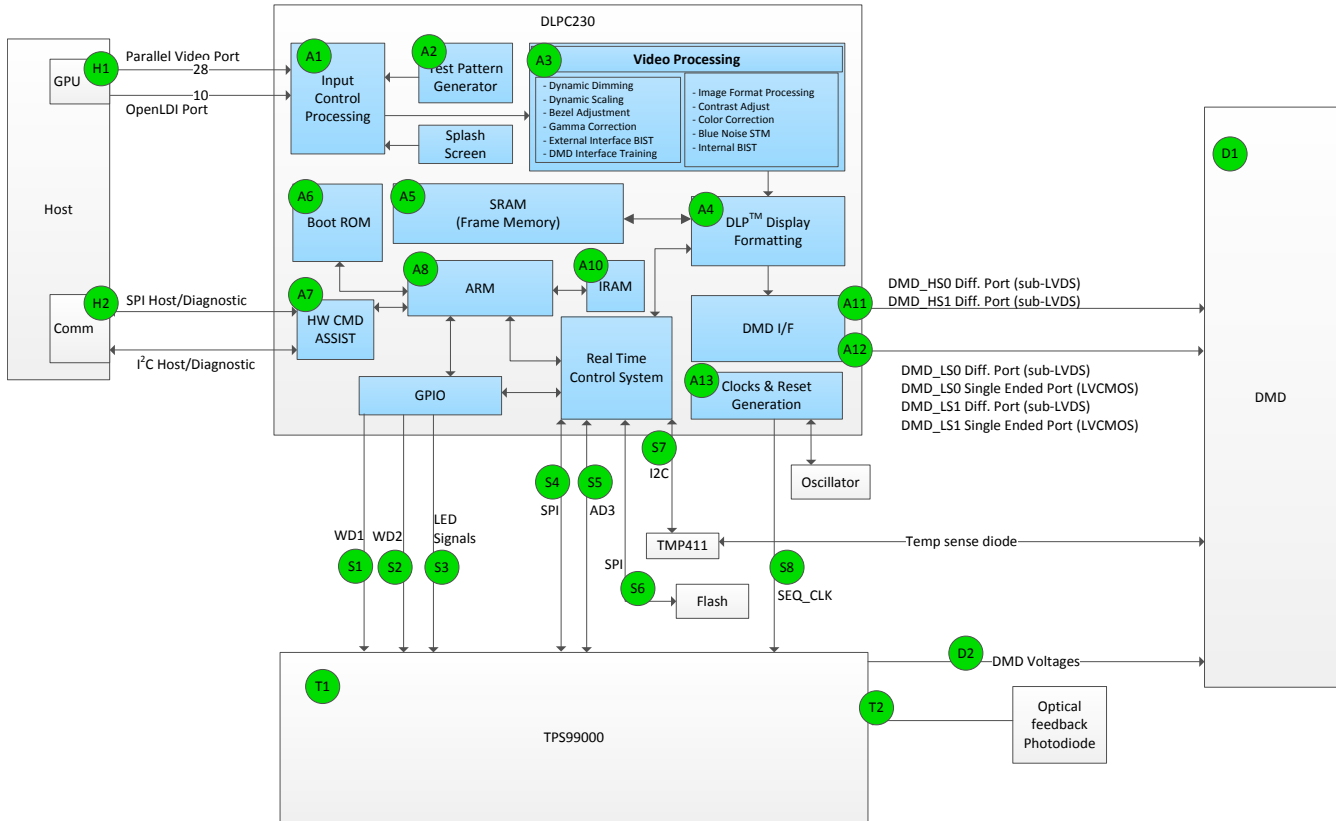 DLPC230
Host
GPU
H1
Parallel Video Port
28
10
OpenLDI Port
A1
Input
Control
Processing
A2
Test Pattern
Generator
Splash
Screen
A3
Video Processing
- Dynamic Dimming
- Dynamic Scaling
- Bezel Adjustment
- Gamma Correction
- External Interface BIST
- DMD Interface Training
- Image Format Processing
- Contrast Adjust
- Color Correction
- Blue Noise STM
- Internal BIST
D1
DMD
A6
Boot ROM
A5
SRAM
(Frame Memory)
A4
DLP™ Display
Formatting
A8
ARM
A10
IRAM
H2
Comm
SPI Host/Diagnostic
I²C Host/Diagnostic
A7
HW CMD
ASSIST
DMD I/F
A11
A12
DMD_HS0 Diff. Port (sub-LVDS)
DMD_HS1 Diff. Port (sub-LVDS)
DMD_LS0 Diff. Port (sub-LVDS)
DMD_LS0 Single Ended Port (LVCMOS)
DMD_LS1 Diff. Port (sub-LVDS)
DMD_LS1 Single Ended Port (LVCMOS)
Real Time
Control System
GPIO
A13
Clocks & Reset
Generation
S7
I2C
S4
SPI
S5
AD3
Oscillator
WD1
S1
WD2
S2
LED
Signals
S3
TMP411
Temp sense diode
SPI
S6
Flash
S8
SEQ_CLK
D2
DMD Voltages
T1
TPS99000
T2
Optical
feedback
Photodiode